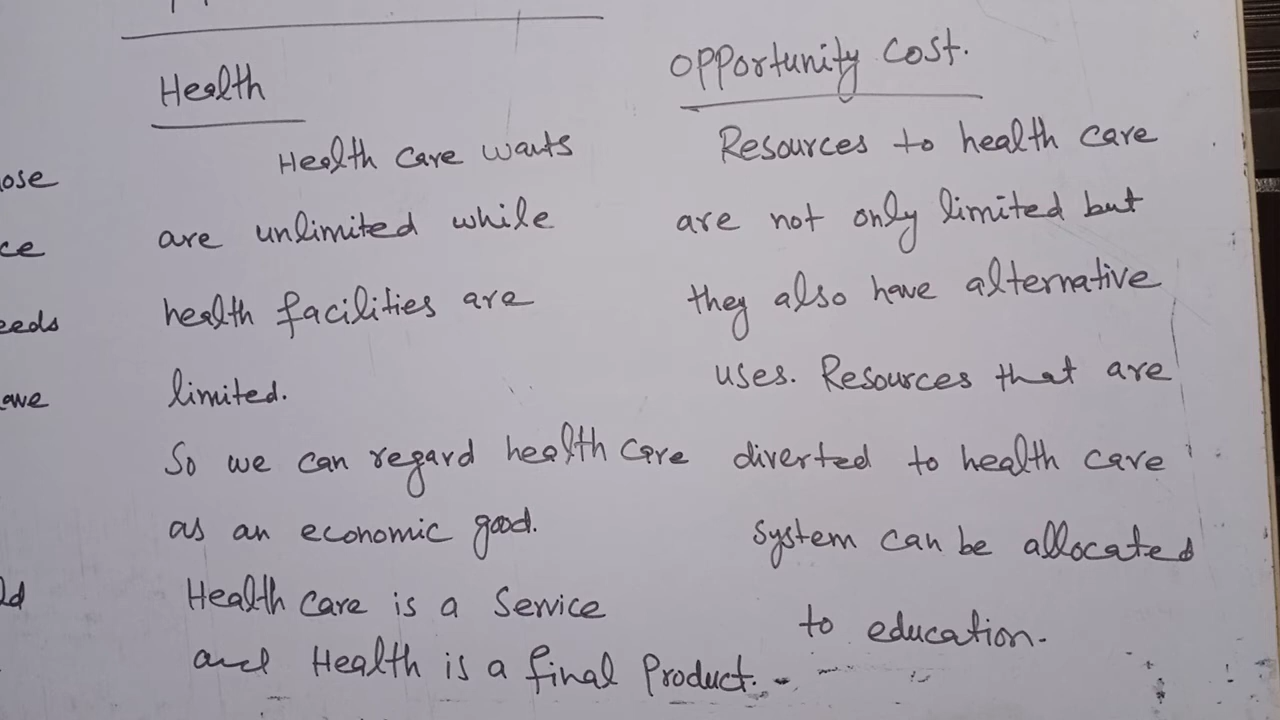 Health
Health Care wants
are unlimited while
health facilities are
limited.
So we can regard health care
as an economic good.
Health care is a Service
and Health is a final Product.
Opportunity Cost.
Resources to health care
are not only limited but
they also have alternative
uses. Resources that are
diverted to health care
System can be allocated
to education.